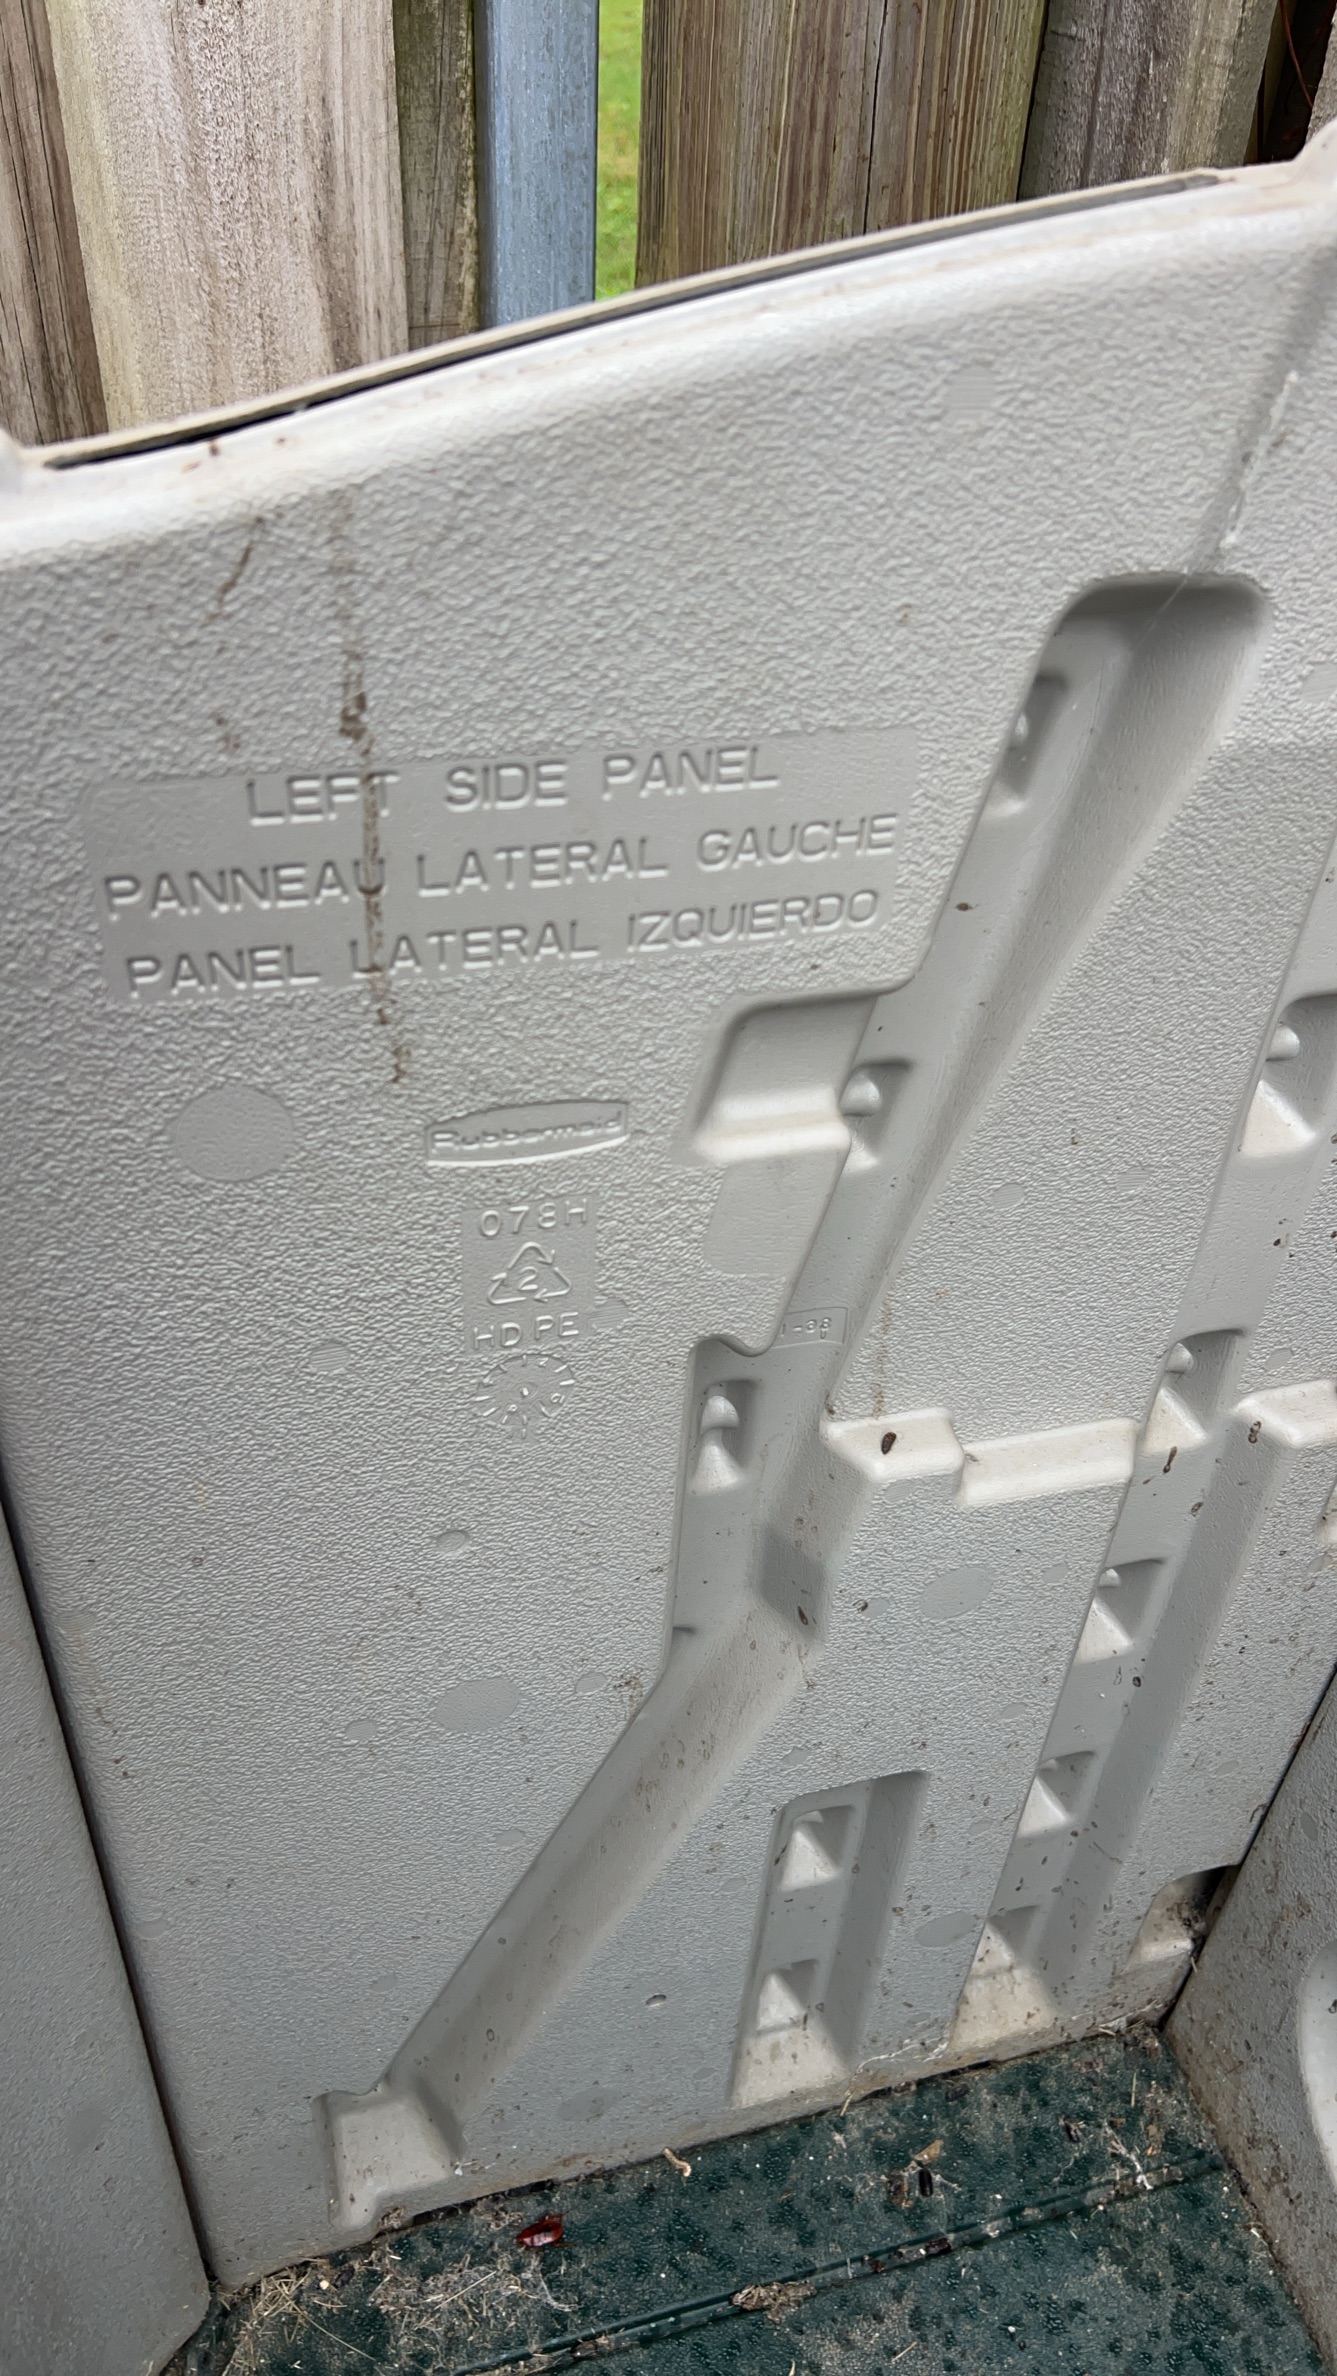 LEFT SIDE PANEL
PANNEAU LATERAL GAUCHE
PANEL LATERAL IZQUIERDO
Rubbermaid
078H
2
HDPE